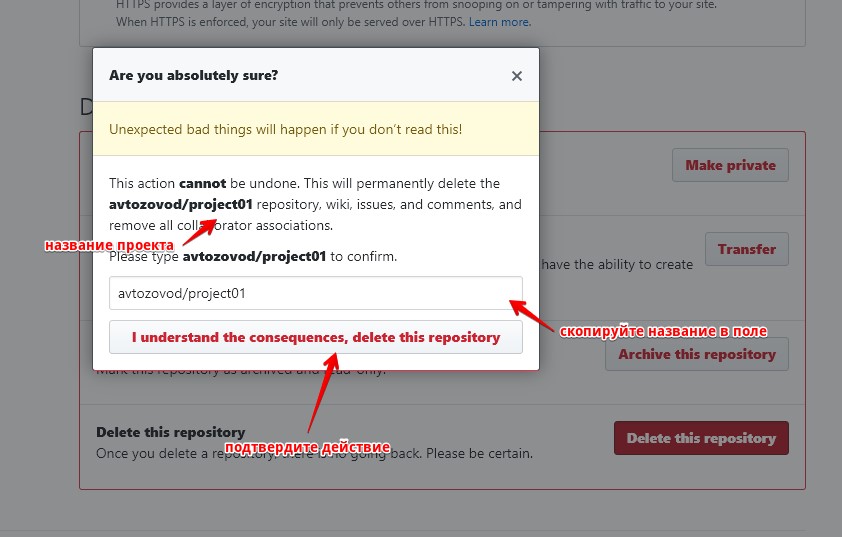 HTTPS provides a layer of encryption that prevents others from snooping on or tampering with traffic to your site.
When HTTPS is enforced, your site will only be served over HTTPS. Learn more.
Are you absolutely sure?
×
D
Unexpected bad things will happen if you don't read this!
This action cannot be undone. This will permanently delete the
avtozovod/project01 repository, wiki, issues, and comments, and
remove all collaborator associations.
название проекта
Please type avtozovod/project01 to confirm.
avtozovod/project01
I understand the consequences, delete this repository
Make private
Transfer
have the ability to create
скопируйте название в поле
Archive this repository
Mark this repository as archived and read-only.
Delete this repository
подтвердите действие
Once you delete a repository, there is no going back. Please be certain.
Delete this repository